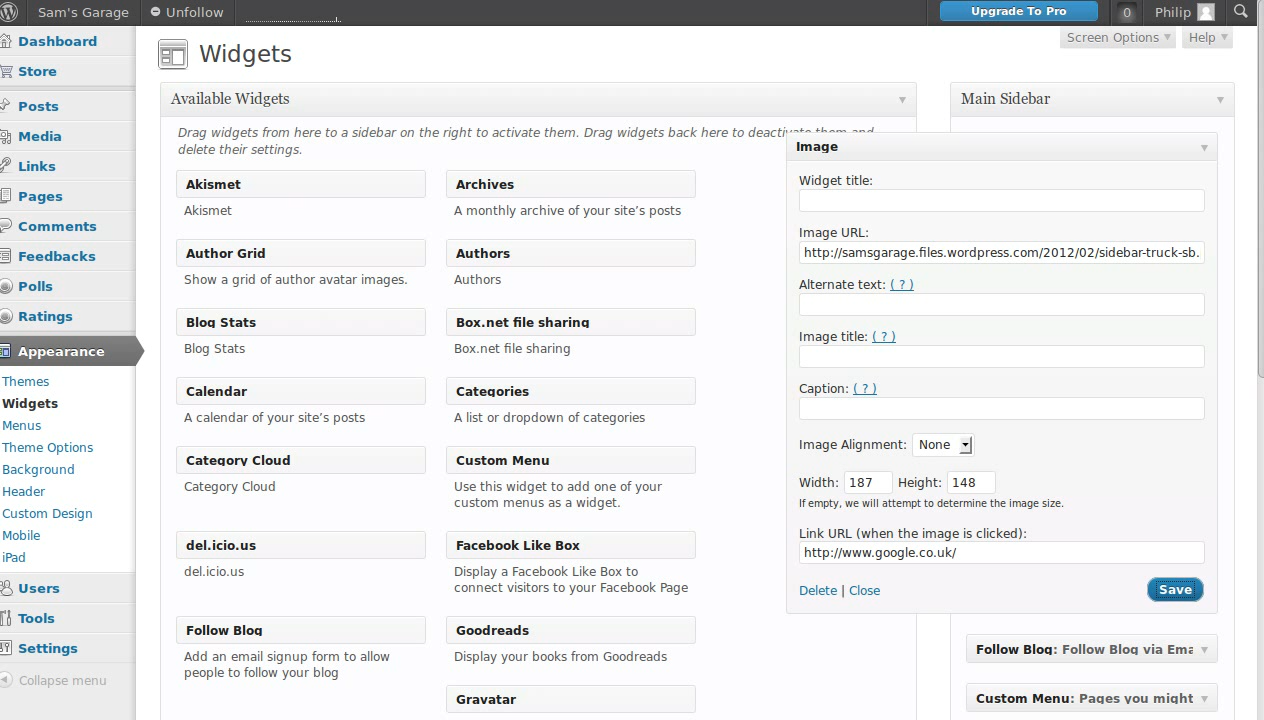 Sam's Garage
Unfollow
Upgrade To Pro
0
Philip
Dashboard
Store
Posts
Media
Links
Pages
Comments
Feedbacks
Polls
Ratings
Appearance
Themes
Widgets
Menus
Theme Options
Background
Header
Custom Design
Mobile
iPad
Users
Tools
Settings
Collapse menu
Screen Options
Help
Widgets
Available Widgets
Drag widgets from here to a sidebar on the right to activate them. Drag widgets back here to deactivate them and
delete their settings.
Akismet
Akismet
Archives
A monthly archive of your site's posts
Author Grid
Show a grid of author avatar images.
Authors
Authors
Blog Stats
Blog Stats
Box.net file sharing
Box.net file sharing
Calendar
A calendar of your site's posts
Categories
A list or dropdown of categories
Category Cloud
Category Cloud
Custom Menu
Use this widget to add one of your
custom menus as a widget.
del.icio.us
del.icio.us
Facebook Like Box
Display a Facebook Like Box to
connect visitors to your Facebook Page
Follow Blog
Add an email signup form to allow
people to follow your blog
Goodreads
Display your books from Goodreads
Gravatar
Main Sidebar
Image
Widget title:
Image URL:
http://samsgarage.files.wordpress.com/2012/02/sidebar-truck-sb.
Alternate text: ( ? )
Image title: ( ? )
Caption: ( ? )
Image Alignment: None
Width: 187 Height: 148
If empty, we will attempt to determine the image size.
Link URL (when the image is clicked):
http://www.google.co.uk/
Delete | Close
Save
Follow Blog: Follow Blog via Ema
Custom Menu: Pages you might